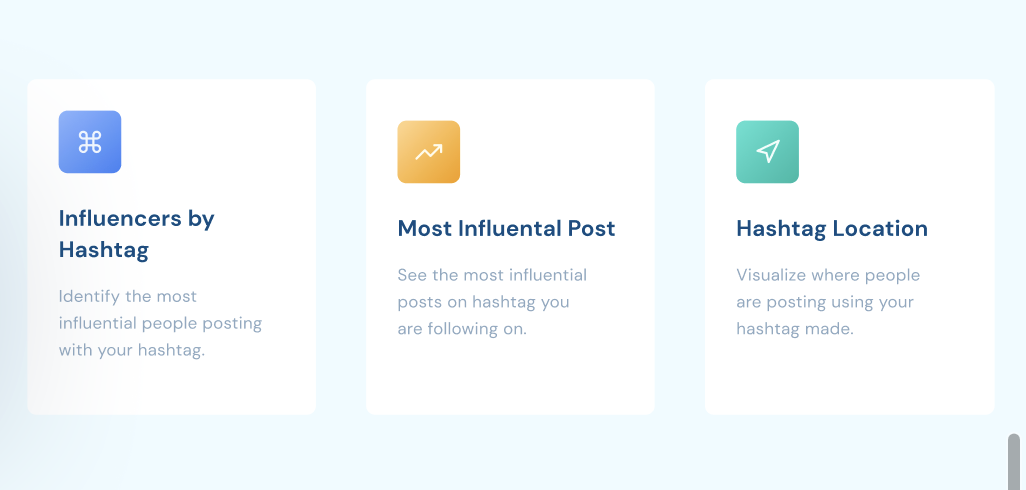 Influencers by
Hashtag
Identify the most
influential people posting
with your hashtag.
Most Influental Post
See the most influential
posts on hashtag you
are following on.
Hashtag Location
Visualize where people
are posting using your
hashtag made.